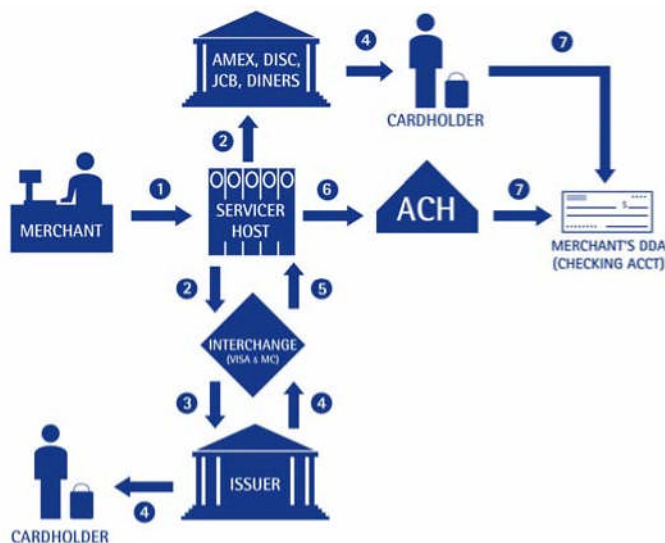 4
7
AMEX, DISC,
JCB, DINERS
CARDHOLDER
2
1
6
7
MERCHANT
SERVICER
HOST
ACH
$
MERCHANT'S DDA
(CHECKING ACCT)
2
5
INTERCHANGE
(VISA & MC)
3
4
ISSUER
4
CARDHOLDER